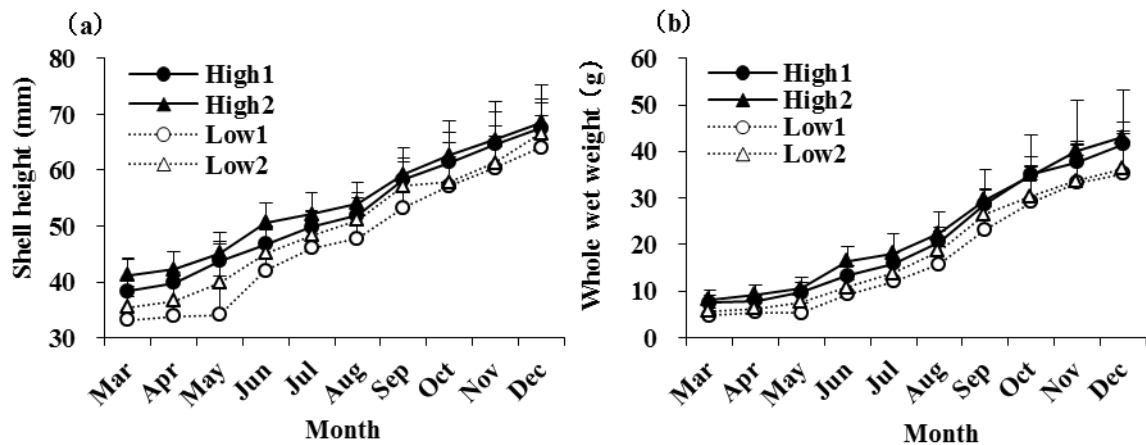 (a)
Shell height (mm)
80
70
60
50
40
30
High1
High2
Low1
Low2
Mar Apr May Jun Jul Aug Sep Oct Nov Dec
Month
(b)
Whole wet weight (g)
60
50
40
30
20
10
0
High1
High2
Low1
Low2
Mar Apr May Jun Jul Aug Sep Oct Nov Dec
Month